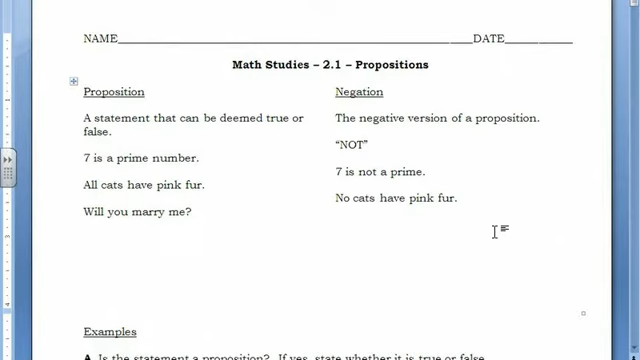 NAME DATE
Math Studies – 2.1 – Propositions
Proposition
A statement that can be deemed true or
false.
7 is a prime number.
All cats have pink fur.
Will you marry me?
Negation
The negative version of a proposition.
“NOT”
7 is not a prime.
No cats have pink fur.
Examples
A Is the statement a proposition? If yes, state whether it is true or false.